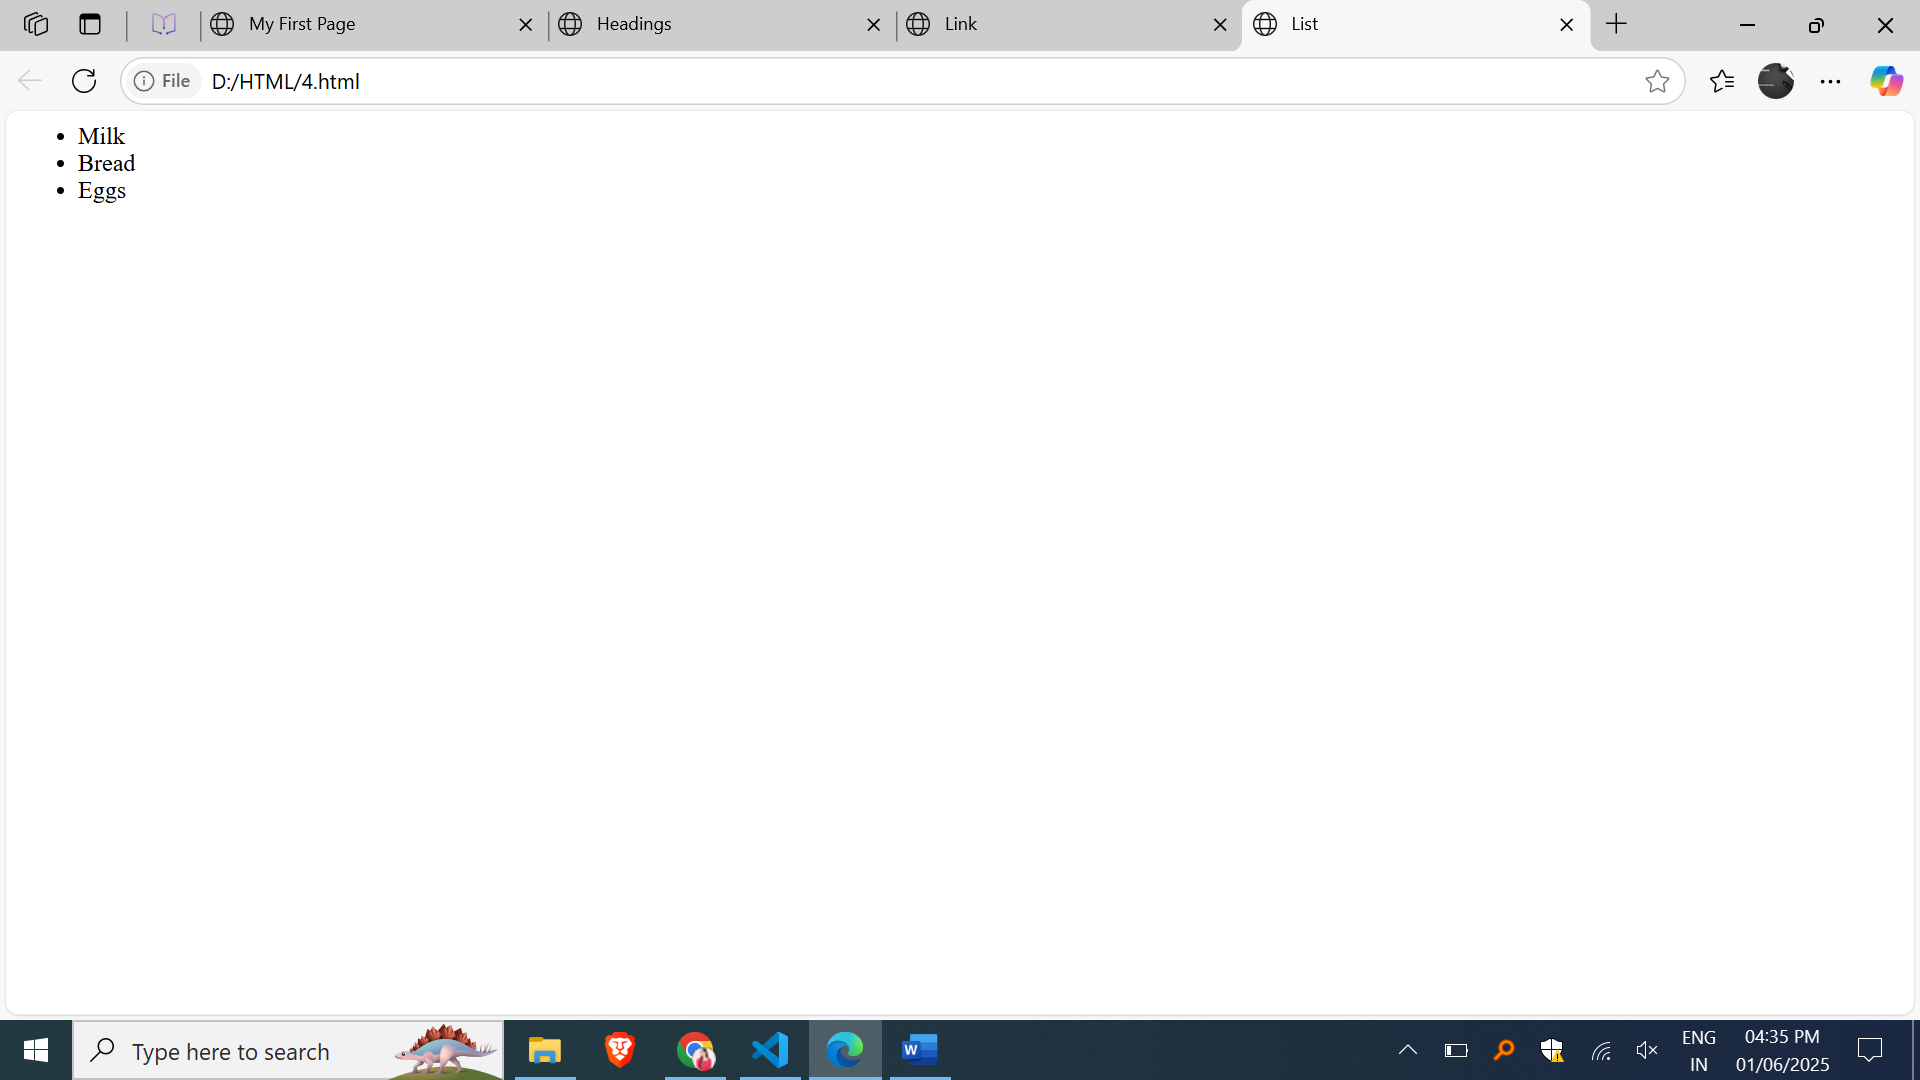 My First Page
Headings
Link
List
File D:/HTML/4.html
• Milk
• Bread
• Eggs
Type here to search
W
ENG
IN
04:35 PM
01/06/2025